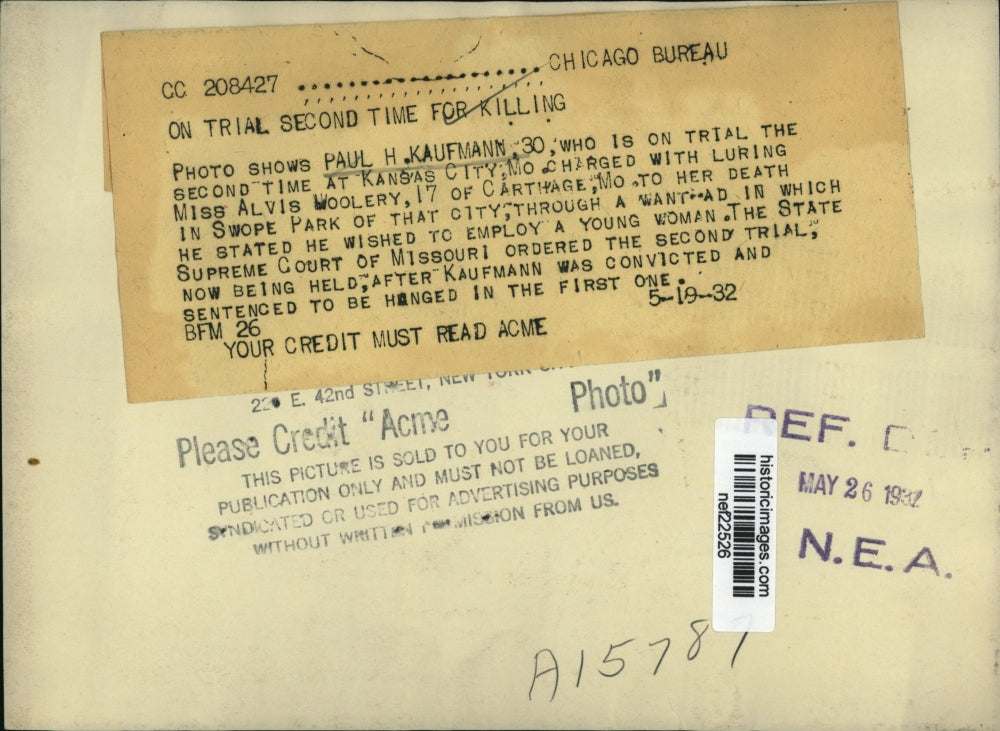 CC 208427 ........................ CHICAGO BUREAU
ON TRIAL SECOND TIME FOR KILLING
PHOTO SHOWS PAUL H.KAUFMANN,30,WHO IS ON TRIAL THE
SECOND TIME AT KANSAS CITY,MO.CHARGED WITH LURING
MISS ALVIS WOOLERY,17 OF CARTHAGE,MO.TO HER DEATH
IN SWOPE PARK OF THAT CITY,THROUGH A WANT-AD IN WHICH
HE STATED HE WISHED TO EMPLOY A YOUNG WOMAN.THE STATE
SUPREME COURT OF MISSOURI ORDERED THE SECOND TRIAL,
NOW BEING HELD,AFTER KAUFMANN WAS CONVICTED AND
SENTENCED TO BE HANGED IN THE FIRST ONE.
BFM 26 5-19-32
YOUR CREDIT MUST READ ACME
E. 42nd STREET, NEW YORK
Please Credit "Acme Photo"
THIS PICTURE IS SOLD TO YOU FOR YOUR
PUBLICATION ONLY AND MUST NOT BE LOANED,
SYNDICATED OR USED FOR ADVERTISING PURPOSES
WITHOUT WRITTEN PERMISSION FROM US.
REF.
MAY 26 1932
N.E.A.
historicimages.com
nef22526
A15787